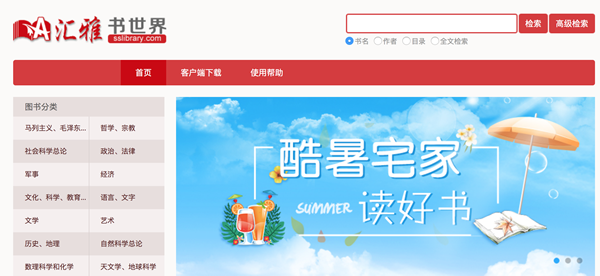 汇雅书世界
sslibrary.com
检索 高级检索
书名 作者 目录 全文检索
首页 客户端下载 使用帮助
图书分类
马列主义、毛泽东... 哲学、宗教
社会科学总论 政治、法律
军事 经济
文化、科学、教育... 语言、文字
文学 艺术
历史、地理 自然科学总论
数理科学和化学 天文学、地球科学
酷暑宅家
SUMMER 读好书